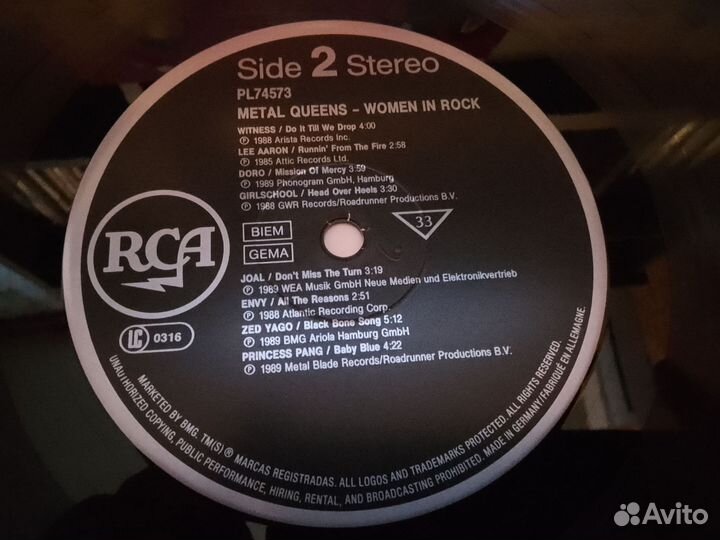 Side 2 Stereo
PL74573
METAL QUEENS – WOMEN IN ROCK
WITNESS / Do It Till We Drop 4:00
Ⓟ 1988 Arista Records Inc.
LEE AARON / Runnin' From The Fire 2:58
Ⓟ 1985 Attic Records Ltd.
DORO / Mission Of Mercy 3:59
Ⓟ 1989 Phonogram GmbH, Hamburg
GIRLSCHOOL / Head Over Heels 3:30
Ⓟ 1988 GWR Records/Roadrunner Productions B.V.
BIEM
GEMA
33
RCA
JOAL / Don't Miss The Turn 3:19
Ⓟ 1989 WEA Musik GmbH Neue Medien und Elektronikvertrieb
ENVY / All The Reasons 2:51
Ⓟ 1988 Atlantic Recording Corp.
ZED YAGO / Black Bone Song 5:12
Ⓟ 1989 BMG Ariola Hamburg GmbH
PRINCESS PANG / Baby Blue 4:22
Ⓟ 1989 Metal Blade Records/Roadrunner Productions B.V.
LC 0316
MARKETED BY BMG. TM(S)® MARCAS REGISTRADAS. ALL LOGOS AND TRADEMARKS PROTECTED. ALL RIGHTS RESERVED.
UNAUTHORIZED COPYING, PUBLIC PERFORMANCE, HIRING, RENTAL, AND BROADCASTING PROHIBITED. MADE IN GERMANY/FABRIQUÉ EN ALLEMAGNE.
Avito